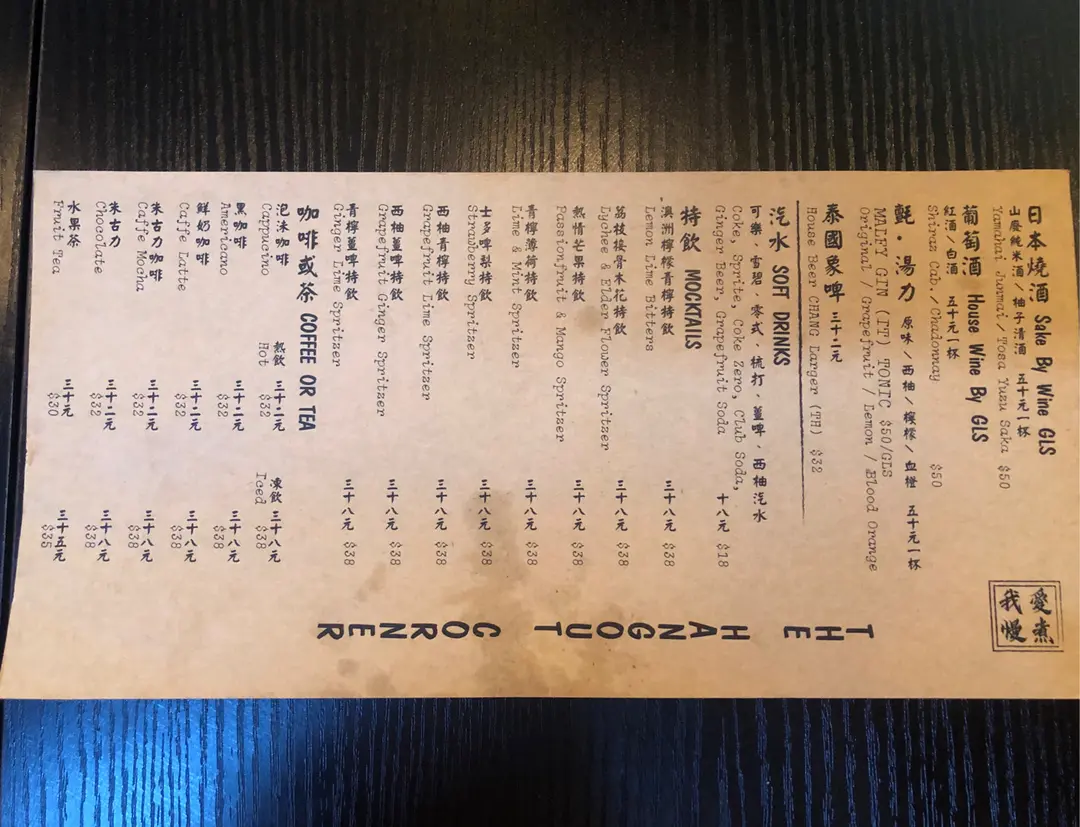 日本燒酒 Sake By Wine GLS
山廢純米酒／柚子清酒 五十元一杯
Yamahai Junmai / Tosa Yuzu Saka $50
葡萄酒 House Wine By GLS
紅酒／白酒 五十元一杯
Shiraz Cab. / Chadonnay $50
氈・湯力 原味／西柚／檸檬／血橙 五十元一杯
MALFY GIN (IT) TONIC $50/GLS
Original / Grapefruit / Lemon / Blood Orange
泰國象啤 三十二元
House Beer CHANG Larger (TH) $32
汽水 SOFT DRINKS
可樂、雪碧、零式、梳打、薑啤、西柚汽水
Coke, Sprite, Coke Zero, Club Soda,
Ginger Beer, Grapefruit Soda 十八元 $18
特飲 MOCKTAILS
澳洲檸檬青檸特飲 三十八元 $38
Lemon Lime Bitters
荔枝接骨木花特飲 三十八元 $38
Lychee & Elder Flower Spritzer
熱情芒果特飲 三十八元 $38
Passionfruit & Mango Spritzer
青檸薄荷特飲 三十八元 $38
Lime & Mint Spritzer
士多啤梨特飲 三十八元 $38
Strawberry Spritzer
西柚青檸特飲 三十八元 $38
Grapefruit Lime Spritzer
西柚薑啤特飲 三十八元 $38
Grapefruit Ginger Spritzer
青檸薑啤特飲 三十八元 $38
Ginger Lime Spritzer
咖啡或茶 COFFEE OR TEA
熱飲 凍飲
Hot Iced
泡沫咖啡 三十二元 三十八元
Cappucino $32 $38
黑咖啡 三十二元 三十八元
Americano $32 $38
鮮奶咖啡 三十二元 三十八元
Caffe Latte $32 $38
朱古力咖啡 三十二元 三十八元
Caffe Mocha $32 $38
朱古力 三十二元 三十八元
Chocolate $32 $38
水果茶 三十元 三十五元
Fruit Tea $30 $35
愛煮
我慢
THE HANGOUT CORNER